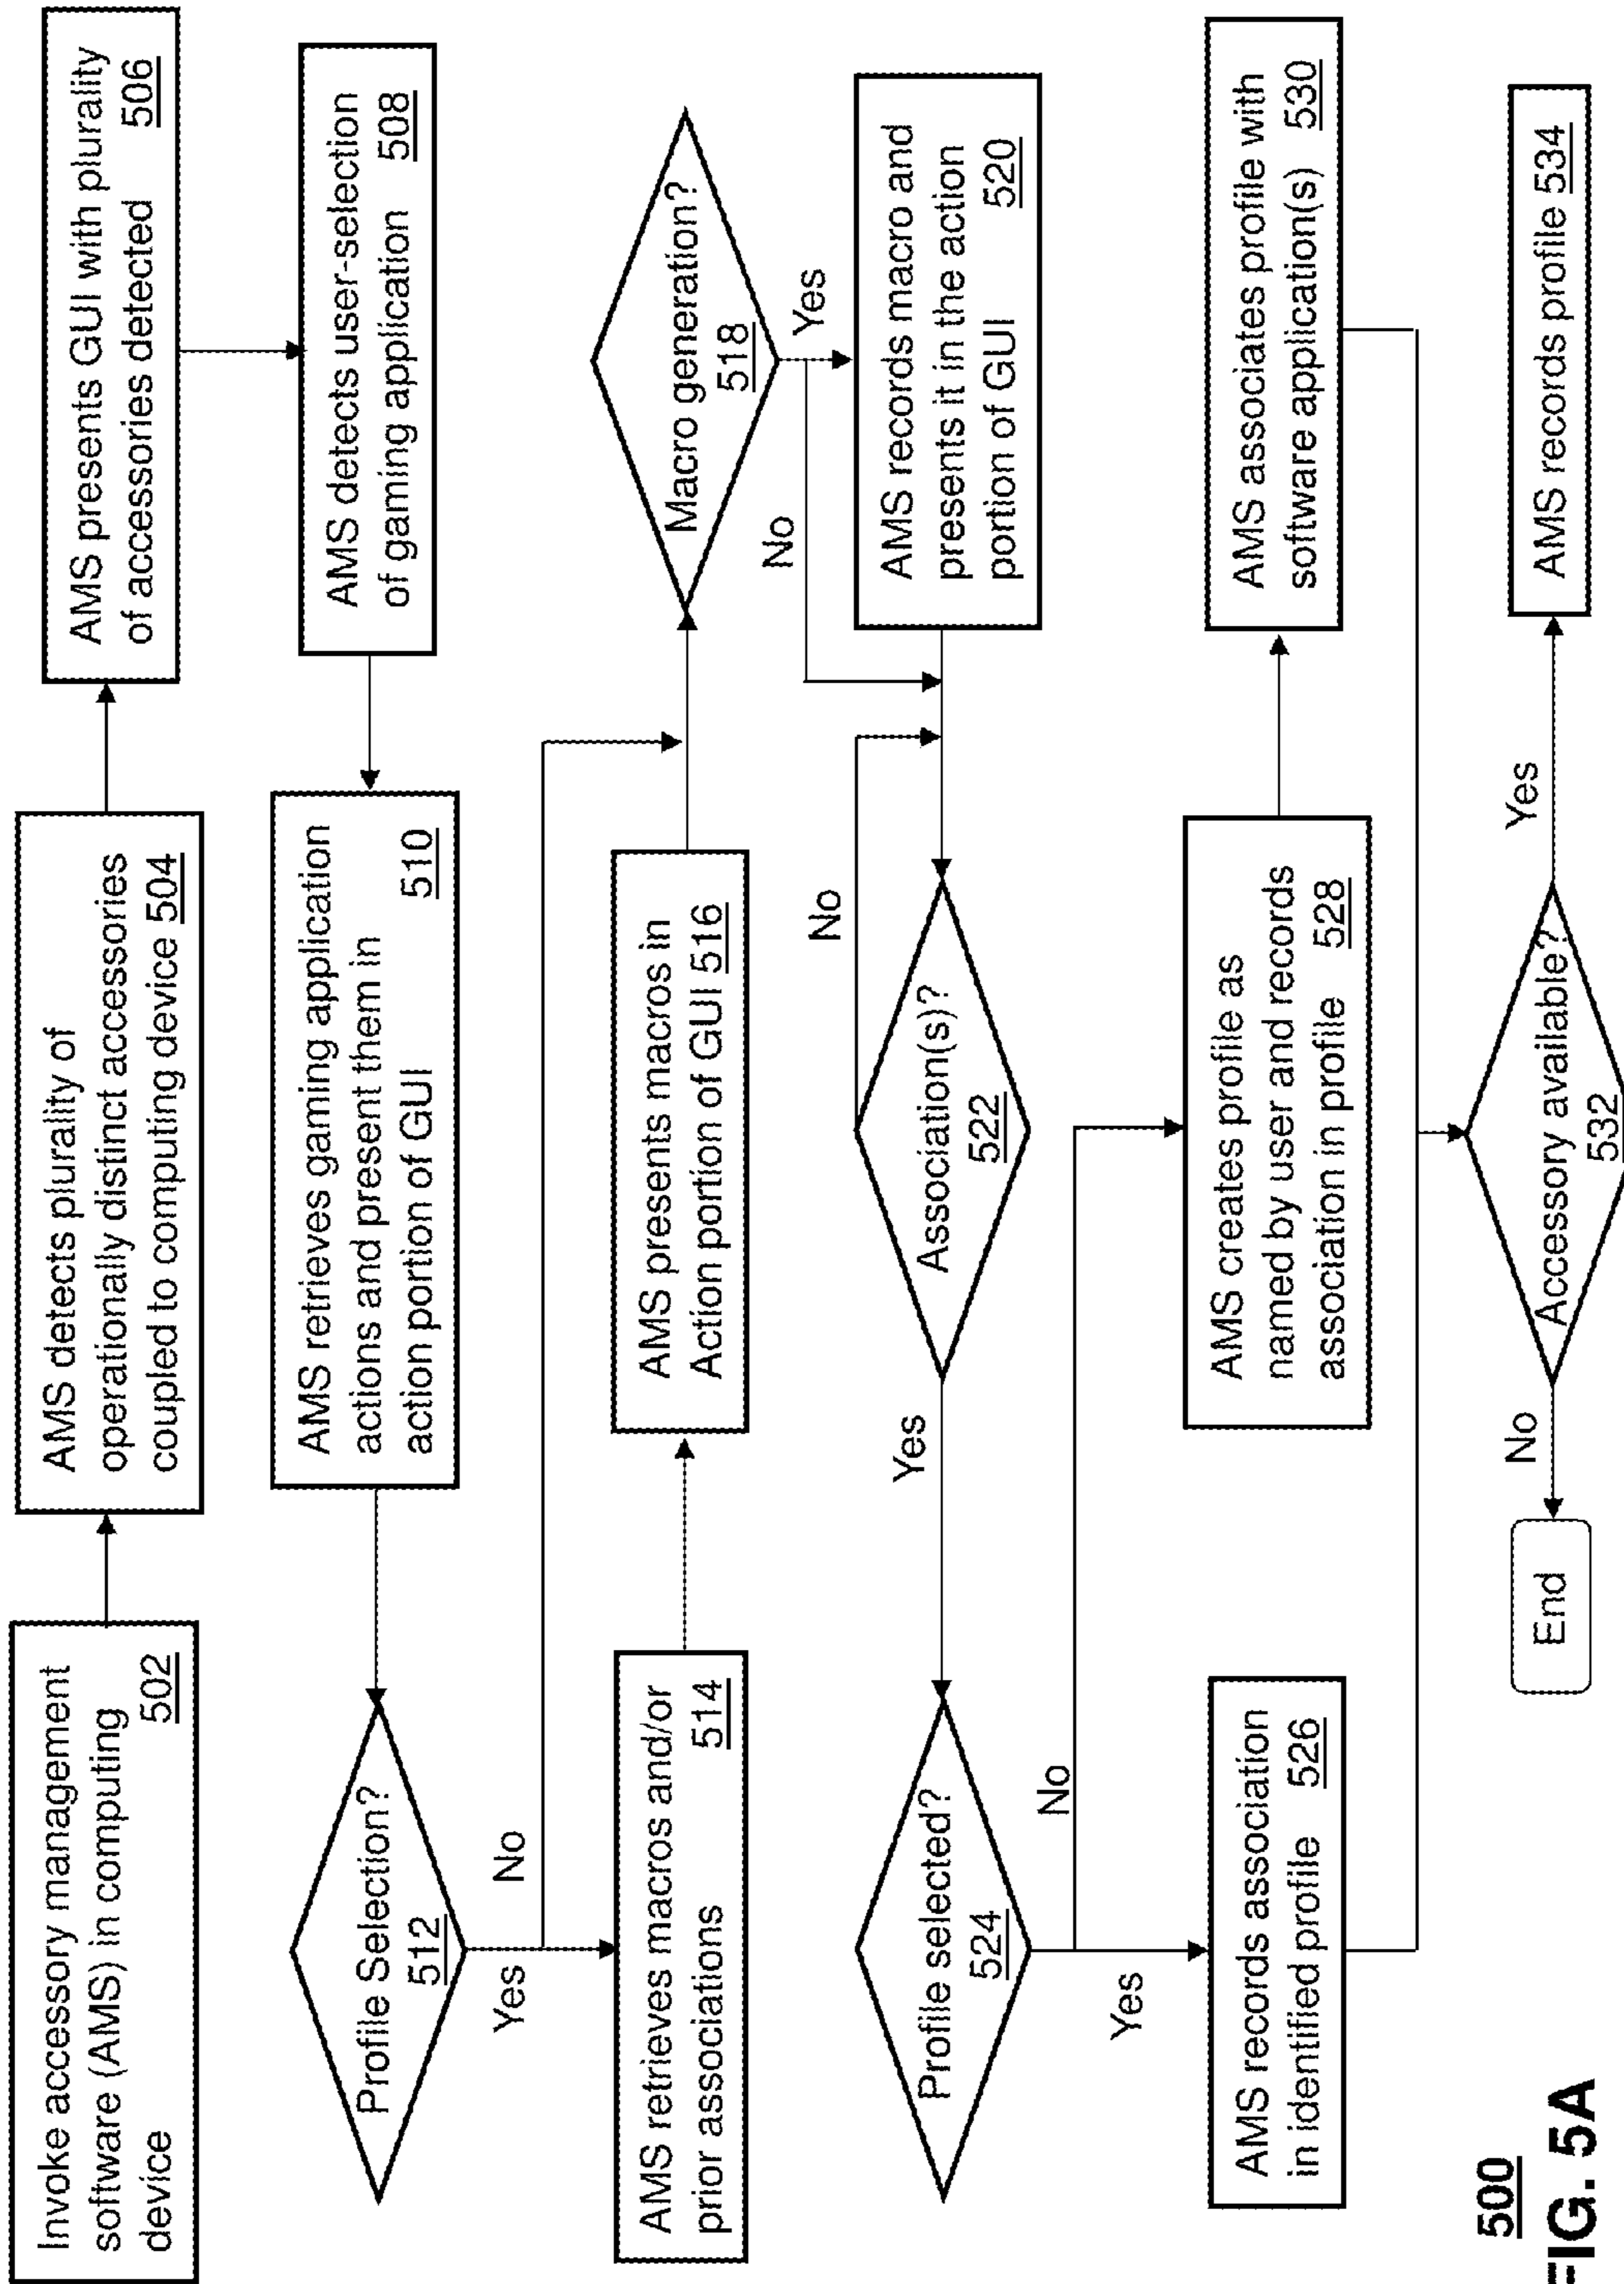 Invoke accessory management
software (AMS) in computing
device 502
AMS detects plurality of
operationally distinct accessories
coupled to computing device 504
AMS presents GUI with plurality
of accessories detected 506
AMS detects user-selection
of gaming application 508
AMS retrieves gaming application
actions and present them in
action portion of GUI 510
Profile Selection?
512
No
Yes
AMS retrieves macros and/or
prior associations 514
AMS presents macros in
Action portion of GUI 516
Macro generation?
518
No
Yes
AMS records macro and
presents it in the action
portion of GUI 520
Association(s)?
522
No
Yes
Profile selected?
524
No
Yes
AMS records association
in identified profile 526
AMS creates profile as
named by user and records
association in profile 528
AMS associates profile with
software application(s) 530
Accessory available?
532
No
Yes
End
AMS records profile 534
500
FIG. 5A